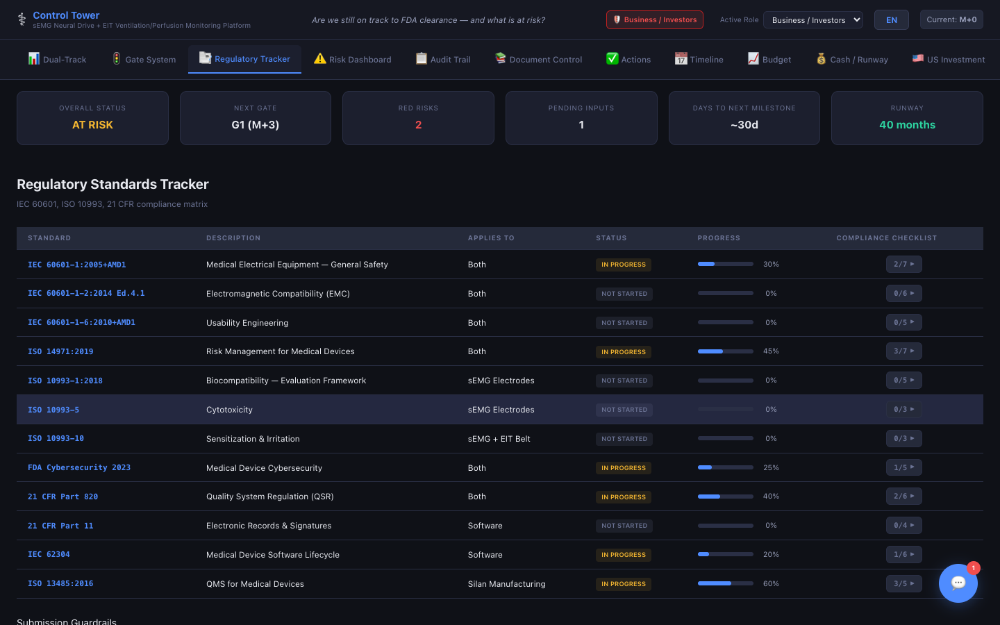 Control Tower
sEMG Neural Drive + EIT Ventilation/Perfusion Monitoring Platform
Are we still on track to FDA clearance — and what is at risk?
Business / Investors
Active Role
Business / Investors
EN
Current: M+0
Dual-Track
Gate System
Regulatory Tracker
Risk Dashboard
Audit Trail
Document Control
Actions
Timeline
Budget
Cash / Runway
US Investment
OVERALL STATUS
AT RISK
NEXT GATE
G1 (M+3)
RED RISKS
2
PENDING INPUTS
1
DAYS TO NEXT MILESTONE
~30d
RUNWAY
40 months
Regulatory Standards Tracker
IEC 60601, ISO 10993, 21 CFR compliance matrix
STANDARD DESCRIPTION APPLIES TO STATUS PROGRESS COMPLIANCE CHECKLIST
IEC 60601-1:2005+AMD1 Medical Electrical Equipment — General Safety Both IN PROGRESS 30% 2/7 ▶
IEC 60601-1-2:2014 Ed.4.1 Electromagnetic Compatibility (EMC) Both NOT STARTED 0% 0/6 ▶
IEC 60601-1-6:2010+AMD1 Usability Engineering Both NOT STARTED 0% 0/5 ▶
ISO 14971:2019 Risk Management for Medical Devices Both IN PROGRESS 45% 3/7 ▶
ISO 10993-1:2018 Biocompatibility — Evaluation Framework sEMG Electrodes NOT STARTED 0% 0/5 ▶
ISO 10993-5 Cytotoxicity sEMG Electrodes NOT STARTED 0% 0/3 ▶
ISO 10993-10 Sensitization & Irritation sEMG + EIT Belt NOT STARTED 0% 0/3 ▶
FDA Cybersecurity 2023 Medical Device Cybersecurity Both IN PROGRESS 25% 1/5 ▶
21 CFR Part 820 Quality System Regulation (QSR) Both IN PROGRESS 40% 2/6 ▶
21 CFR Part 11 Electronic Records & Signatures Software NOT STARTED 0% 0/4 ▶
IEC 62304 Medical Device Software Lifecycle Software IN PROGRESS 20% 1/6 ▶
ISO 13485:2016 QMS for Medical Devices Silan Manufacturing IN PROGRESS 60% 3/5 ▶
1
Submission Guardrails